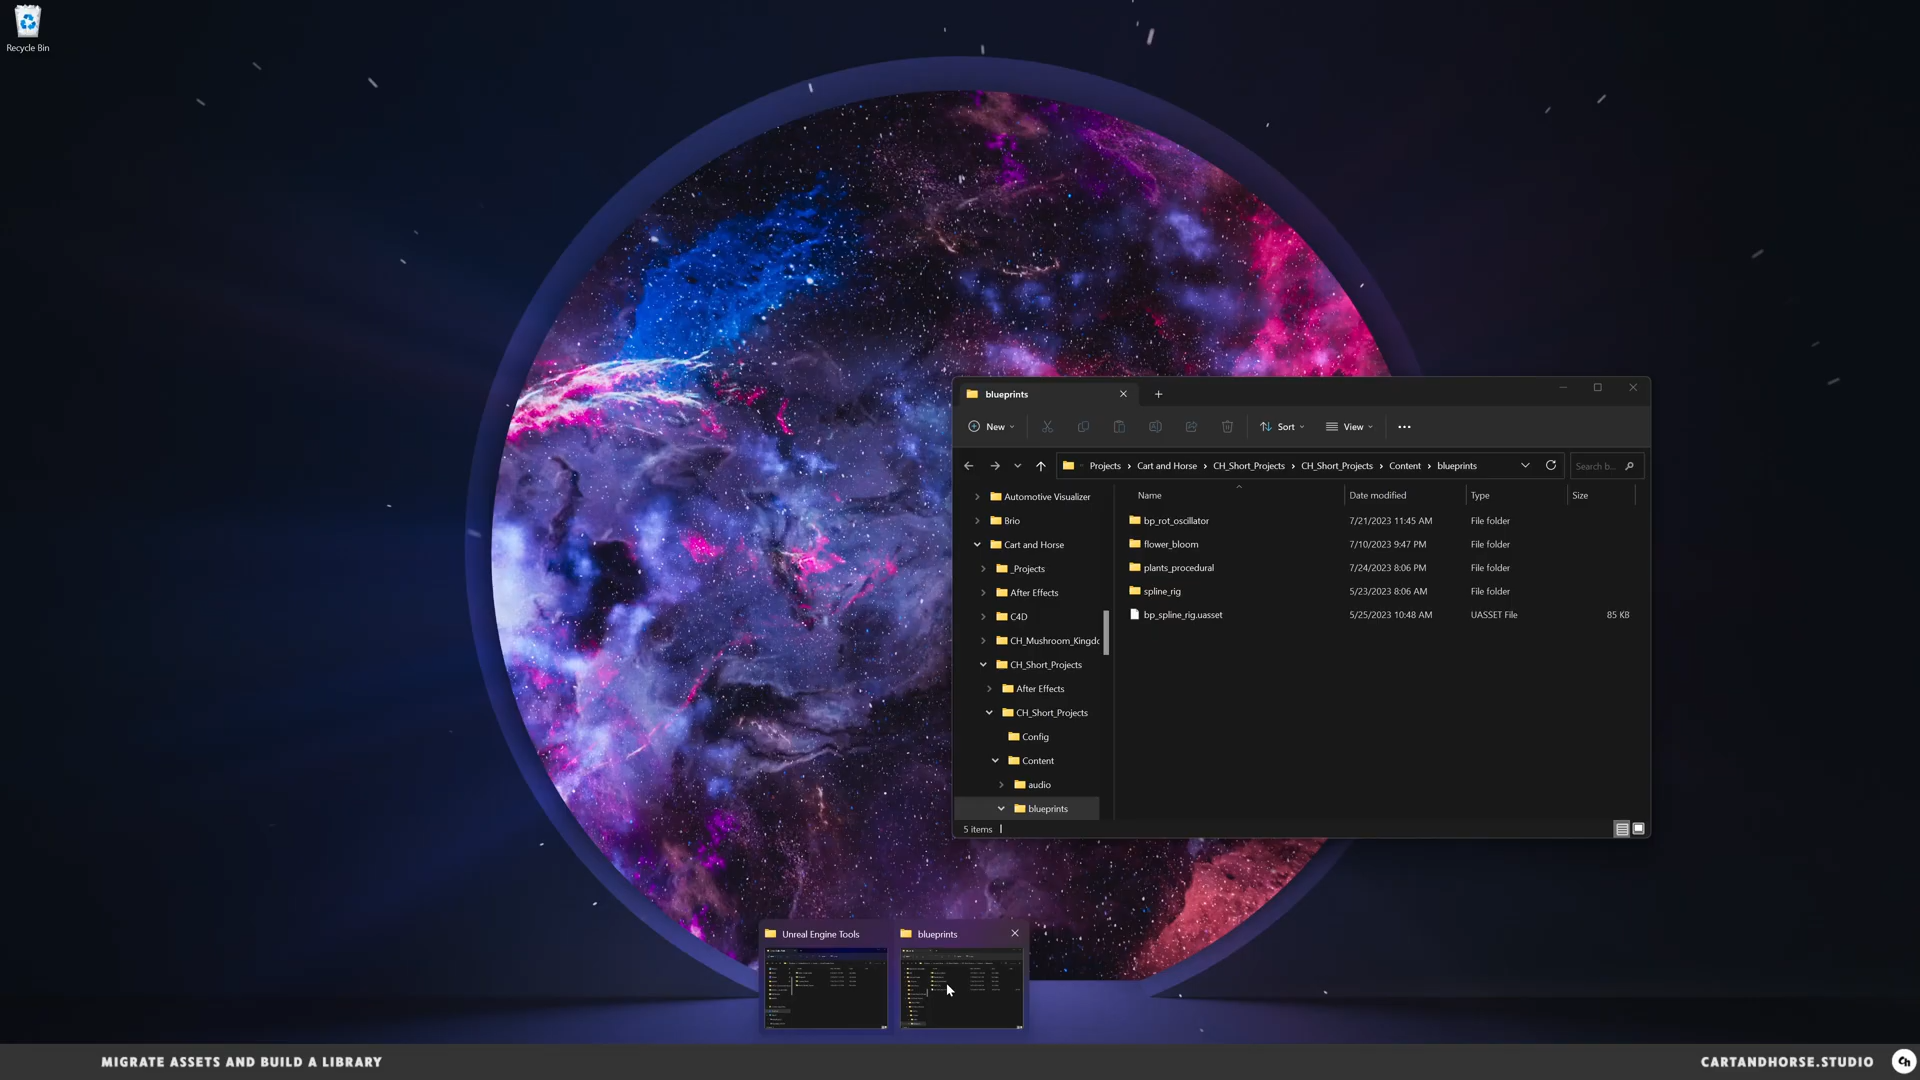 Recycle Bin
blueprints
New
Sort
View
Projects
Cart and Horse
CH_Short_Projects
CH_Short_Projects
Content
blueprints
Search b...
Automotive Visualizer
Brio
Cart and Horse
_Projects
After Effects
C4D
CH_Mushroom_Kingdo
CH_Short_Projects
After Effects
CH_Short_Projects
Config
Content
audio
blueprints
Name Date modified Type Size
bp_rot_oscillator 7/21/2023 11:45 AM File folder
flower_bloom 7/10/2023 9:47 PM File folder
plants_procedural 7/24/2023 8:06 PM File folder
spline_rig 5/23/2023 8:06 AM File folder
bp_spline_rig.uasset 5/25/2023 10:48 AM UASSET File 85 KB
5 items
Unreal Engine Tools
blueprints
MIGRATE ASSETS AND BUILD A LIBRARY
CARTANDHORSE.STUDIO